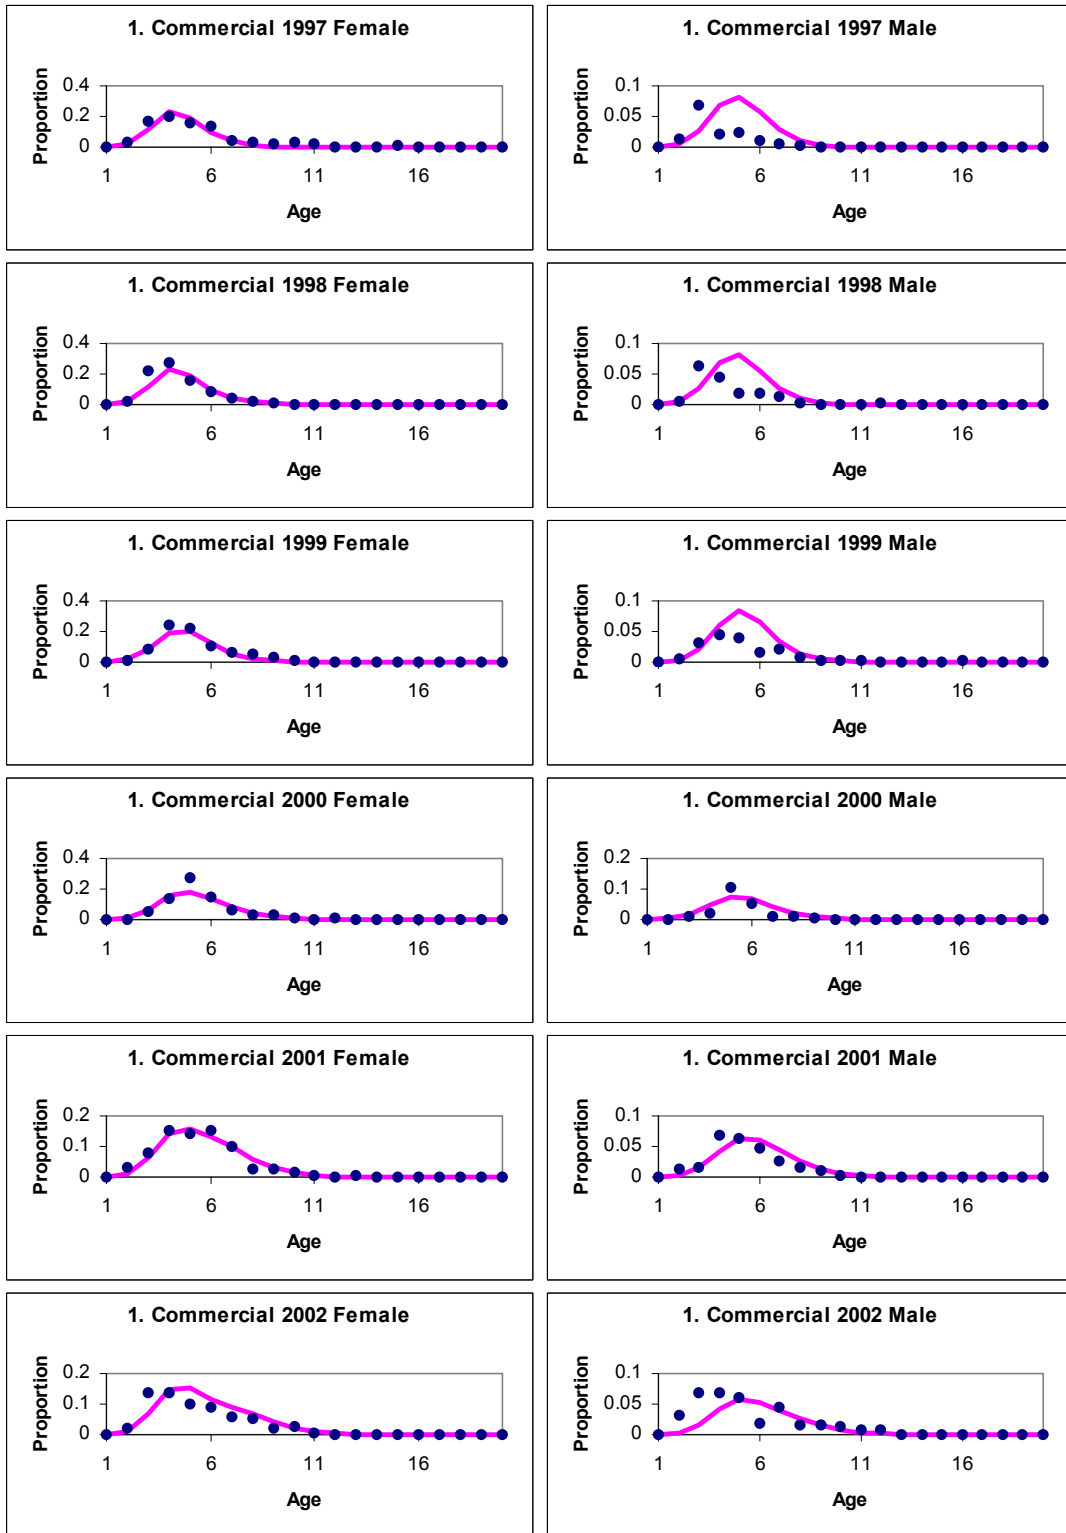 1. Commercial 1997 Female
Proportion
0.4
0.2
0
1 6 11 16
Age
1. Commercial 1997 Male
Proportion
0.1
0.05
0
1 6 11 16
Age
1. Commercial 1998 Female
Proportion
0.4
0.2
0
1 6 11 16
Age
1. Commercial 1998 Male
Proportion
0.1
0.05
0
1 6 11 16
Age
1. Commercial 1999 Female
Proportion
0.4
0.2
0
1 6 11 16
Age
1. Commercial 1999 Male
Proportion
0.1
0.05
0
1 6 11 16
Age
1. Commercial 2000 Female
Proportion
0.4
0.2
0
1 6 11 16
Age
1. Commercial 2000 Male
Proportion
0.2
0.1
0
1 6 11 16
Age
1. Commercial 2001 Female
Proportion
0.2
0.1
0
1 6 11 16
Age
1. Commercial 2001 Male
Proportion
0.1
0.05
0
1 6 11 16
Age
1. Commercial 2002 Female
Proportion
0.2
0.1
0
1 6 11 16
Age
1. Commercial 2002 Male
Proportion
0.1
0.05
0
1 6 11 16
Age